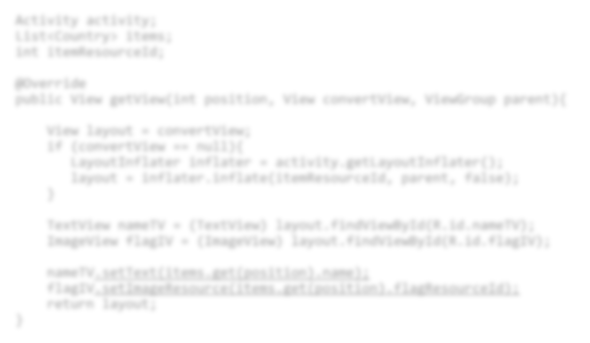 Activity activity;
List<Country> items;
int itemResourceId;
@Override
public View getView(int position, View convertView, ViewGroup parent){
View layout = convertView;
if (convertView == null){
LayoutInflater inflater = activity.getLayoutInflater();
layout = inflater.inflate(itemResourceId, parent, false);
}
TextView nameTV = (TextView) layout.findViewById(R.id.nameTV);
ImageView flagIV = (ImageView) layout.findViewById(R.id.flagIV);
nameTV.setText(items.get(position).name);
flagIV.setImageResource(items.get(position).flagResourceId);
return layout;
}